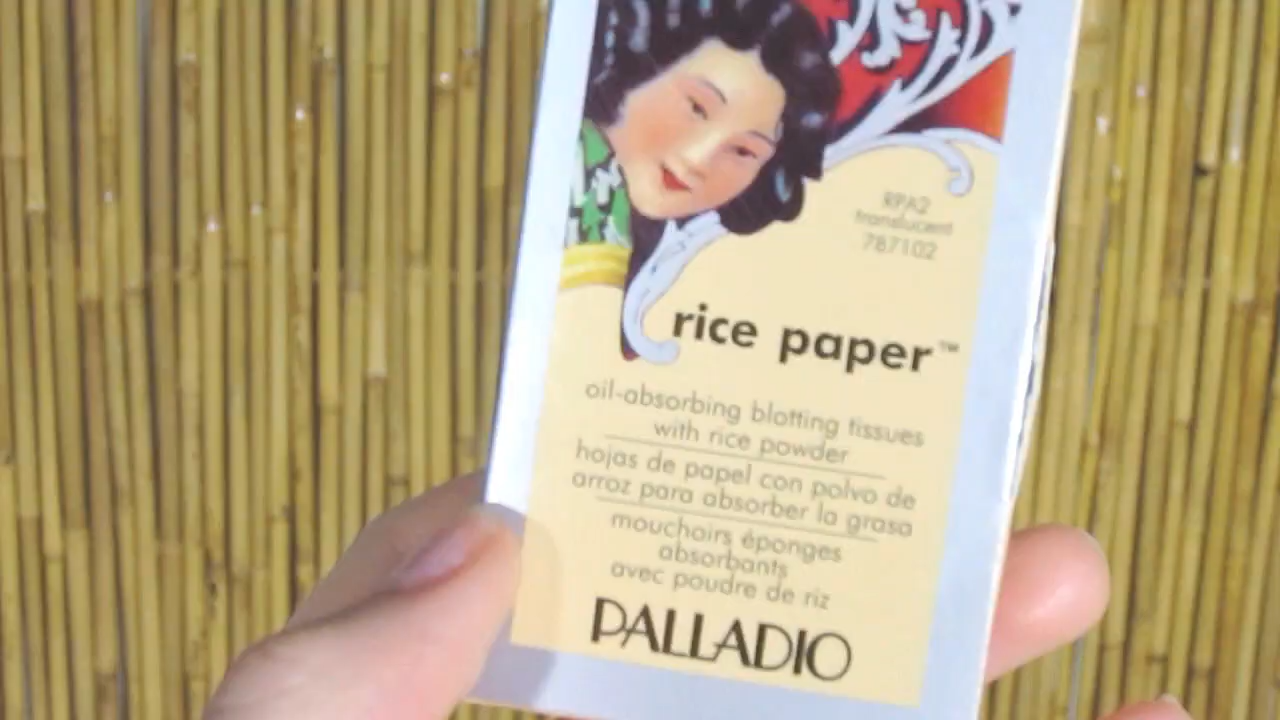 RPA2
translucent
787102
rice paper™
oil-absorbing blotting tissues
with rice powder
hojas de papel con polvo de
arroz para absorber la grasa
mouchoirs éponges
absorbants
avec poudre de riz
PALLADIO